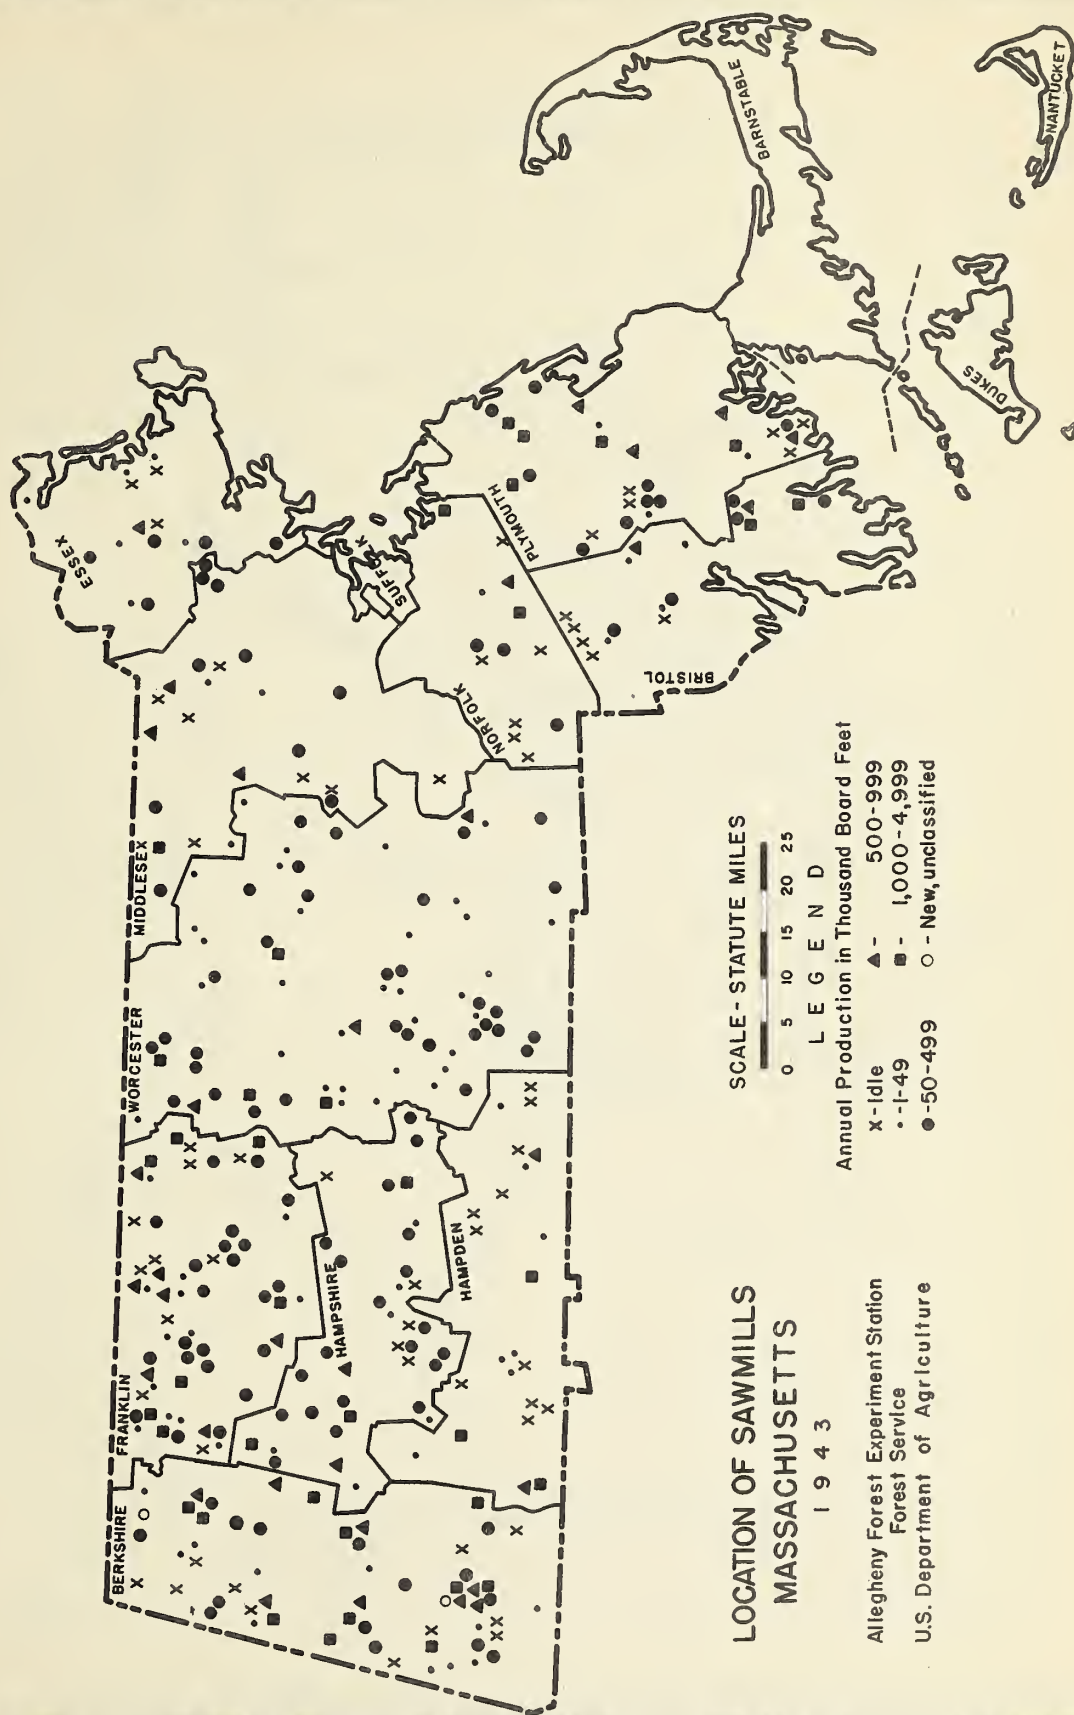 BERKSHIRE
FRANKLIN
WORCESTER
MIDDLESEX
ESSEX
SUFFOLK
NORFOLK
PLYMOUTH
BRISTOL
BARNSTABLE
NANTUCKET
DUKES
HAMPSHIRE
HAMPDEN
LOCATION OF SAWMILLS
MASSACHUSETTS
1943
Allegheny Forest Experiment Station
Forest Service
U.S. Department of Agriculture
SCALE - STATUTE MILES
0 5 10 15 20 25
LEGEND
Annual Production in Thousand Board Feet
x - Idle ▲ - 500-999
• - 1-49 ■ - 1,000-4,999
● - 50-499 ○ - New, unclassified